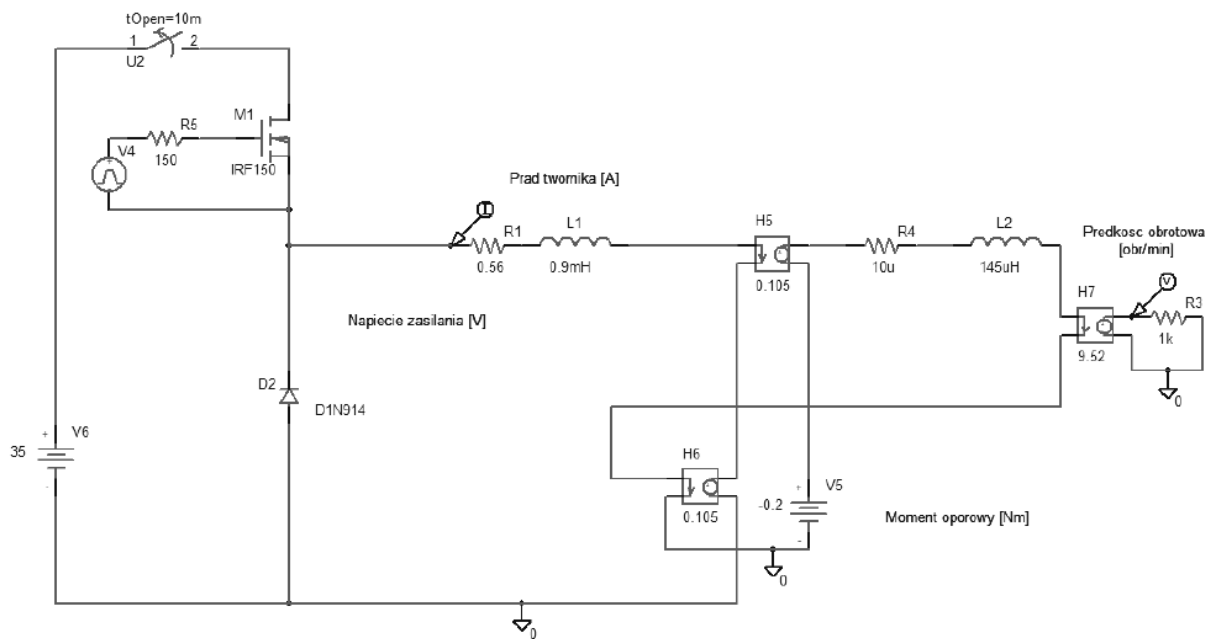 tOpen=10m
1 2
U2
M1
R5
V4
150
IRF150
Prad twornika [A]
I
R1
L1
0.56
0.9mH
H5
0.105
R4
10u
L2
145uH
Predkosc obrotowa
[obr/min]
V
H7
R3
1k
9.52
0
Napiecie zasilania [V]
D2
D1N914
+
V6
35
-
H6
0.105
+
V5
-0.2
-
Moment oporowy [Nm]
0
0